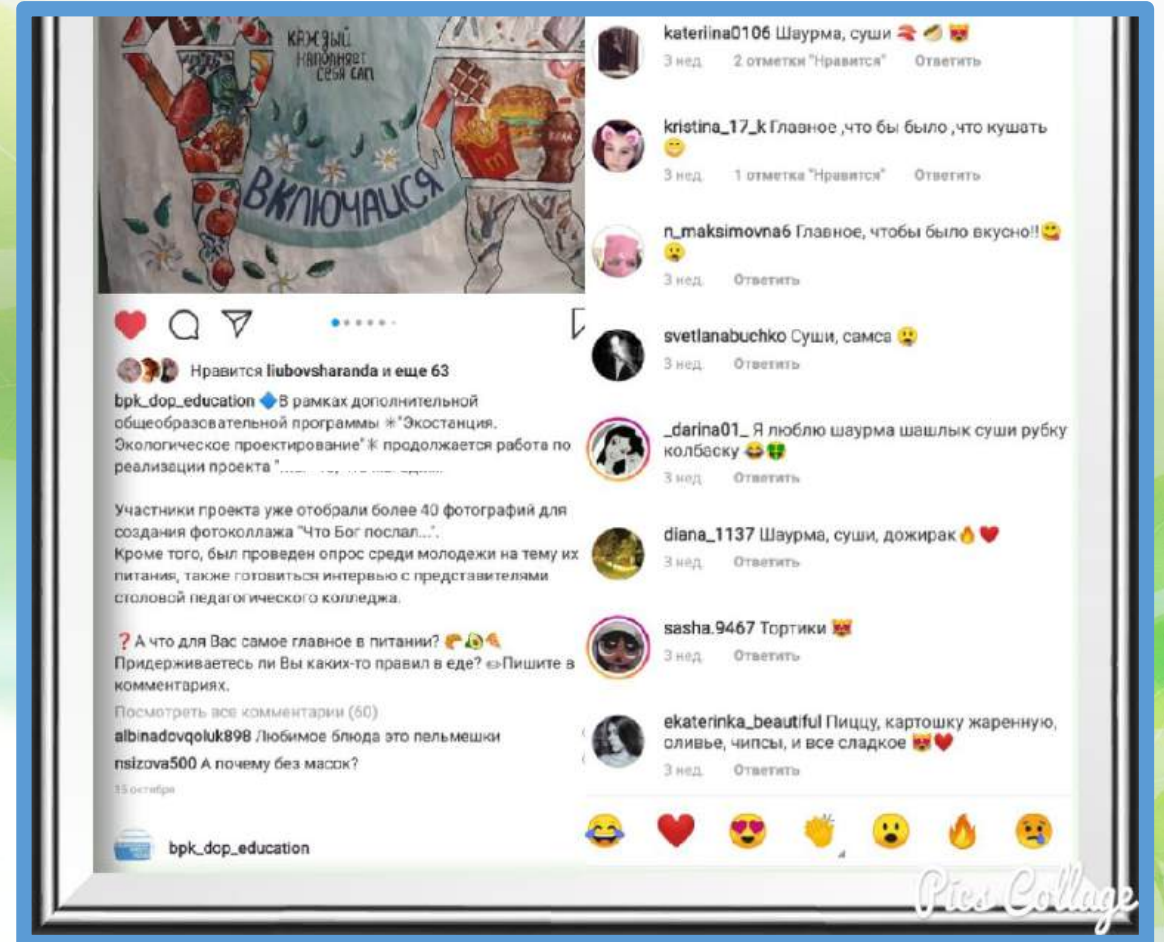 КАЖДЫЙ
НАПОЛНЯЕТ
СЕБЯ САМ
ВКЛЮЧАЙСЯ
Нравится liubovsharanda и еще 63
bpk_dop_education 🔷В рамках дополнительной
общеобразовательной программы ✳"Экостанция.
Экологическое проектирование"✳ продолжается работа по
реализации проекта "
Участники проекта уже отобрали более 40 фотографий для
создания фотоколлажа "Что Бог послал...".
Кроме того, был проведен опрос среди молодежи на тему их
питания, также готовиться интервью с представителями
столовой педагогического колледжа.
❓А что для Вас самое главное в питании? 🥐🥑🍕
Придерживаетесь ли Вы каких-то правил в еде? ✏Пишите в
комментариях.
Посмотреть все комментарии (60)
albinadovqoluk898 Любимое блюда это пельмешки
nsizova500 А почему без масок?
15 октября
bpk_dop_education
kateriina0106 Шаурма, суши 🍣 🥙 😻
3 нед. 2 отметки "Нравится" Ответить
kristina_17_k Главное ,что бы было ,что кушать
😋
3 нед. 1 отметка "Нравится" Ответить
n_maksimovna6 Главное, чтобы было вкусно!!😋
🤤
3 нед. Ответить
svetlanabuchko Суши, самса 🤤
3 нед. Ответить
_darina01_ Я люблю шаурма шашлык суши рубку
колбаску 😂🤑
3 нед. Ответить
diana_1137 Шаурма, суши, дожирак🔥❤
3 нед. Ответить
sasha.9467 Тортики 😻
3 нед. Ответить
ekaterinka_beautiful Пиццу, картошку жаренную,
оливье, чипсы, и все сладкое 😻❤
3 нед. Ответить
Pics Collage